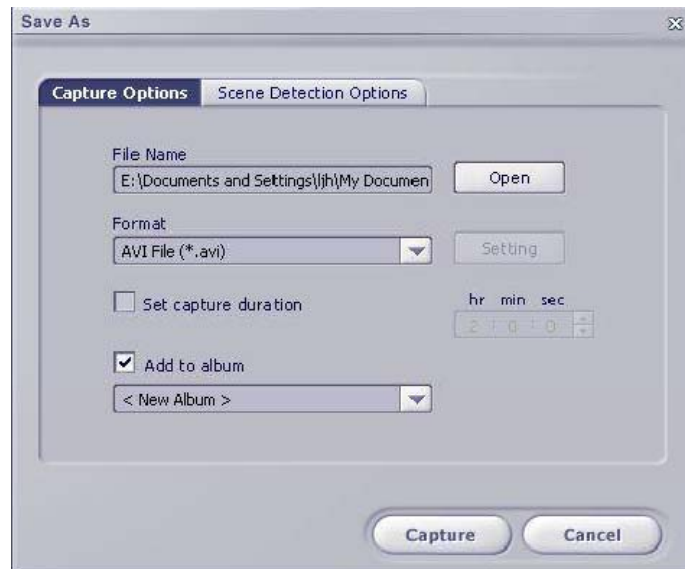 Save As
Capture Options Scene Detection Options
File Name
E:\Documents and Settings\ljh\My Documen Open
Format
AVI File (*.avi) Setting
Set capture duration hr min sec
2 : 0 : 0
Add to album
< New Album >
Capture Cancel